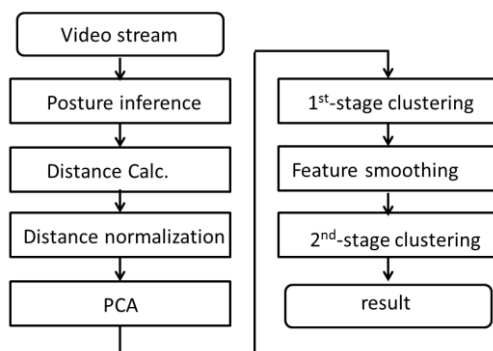 Video stream
Posture inference
Distance Calc.
Distance normalization
PCA
1st-stage clustering
Feature smoothing
2nd-stage clustering
result